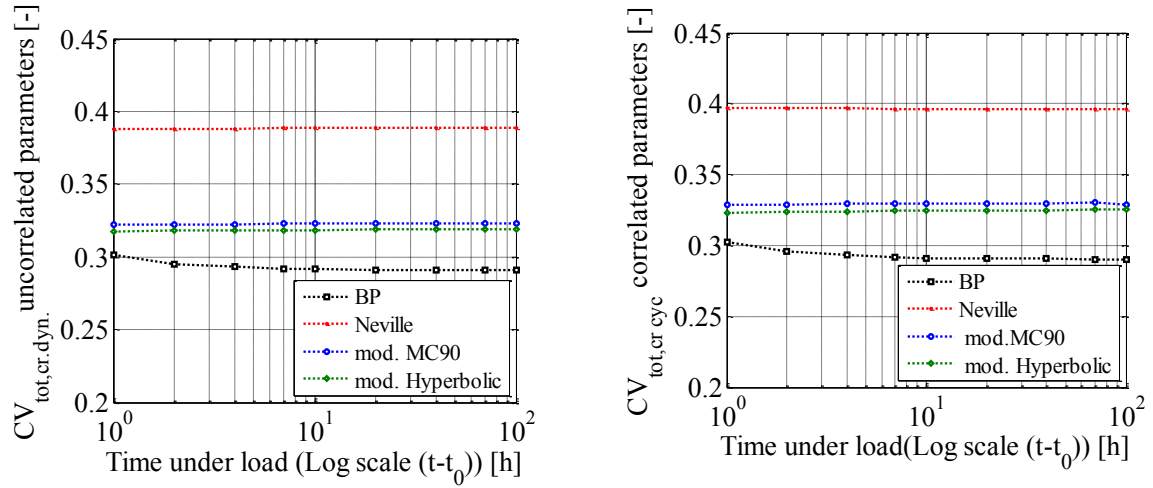 CV_tot,cr.dyn. uncorrelated parameters [-]
0.45
0.4
0.35
0.3
0.25
0.2
BP
Neville
mod. MC90
mod. Hyperbolic
10^0
10^1
10^2
Time under load (Log scale (t-t_0)) [h]
CV_tot,cr cyc correlated parameters [-]
0.45
0.4
0.35
0.3
0.25
0.2
BP
Neville
mod.MC90
mod. Hyperbolic
10^0
10^1
10^2
Time under load(Log scale (t-t_0)) [h]